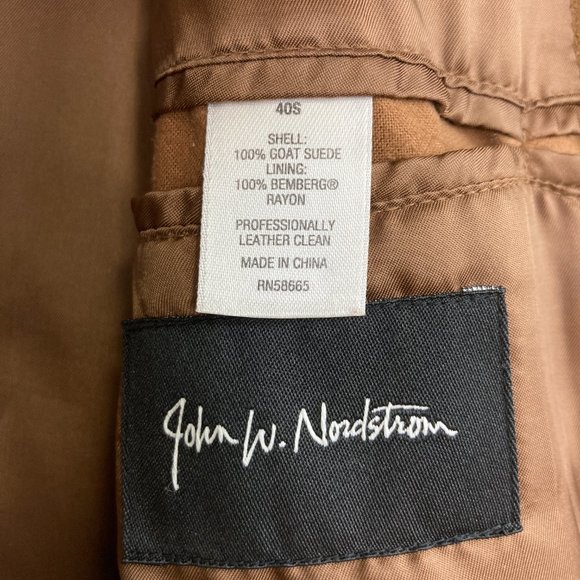 40S
SHELL:
100% GOAT SUEDE
LINING:
100% BEMBERG®
RAYON
PROFESSIONALLY
LEATHER CLEAN
MADE IN CHINA
RN58665
John W. Nordstrom